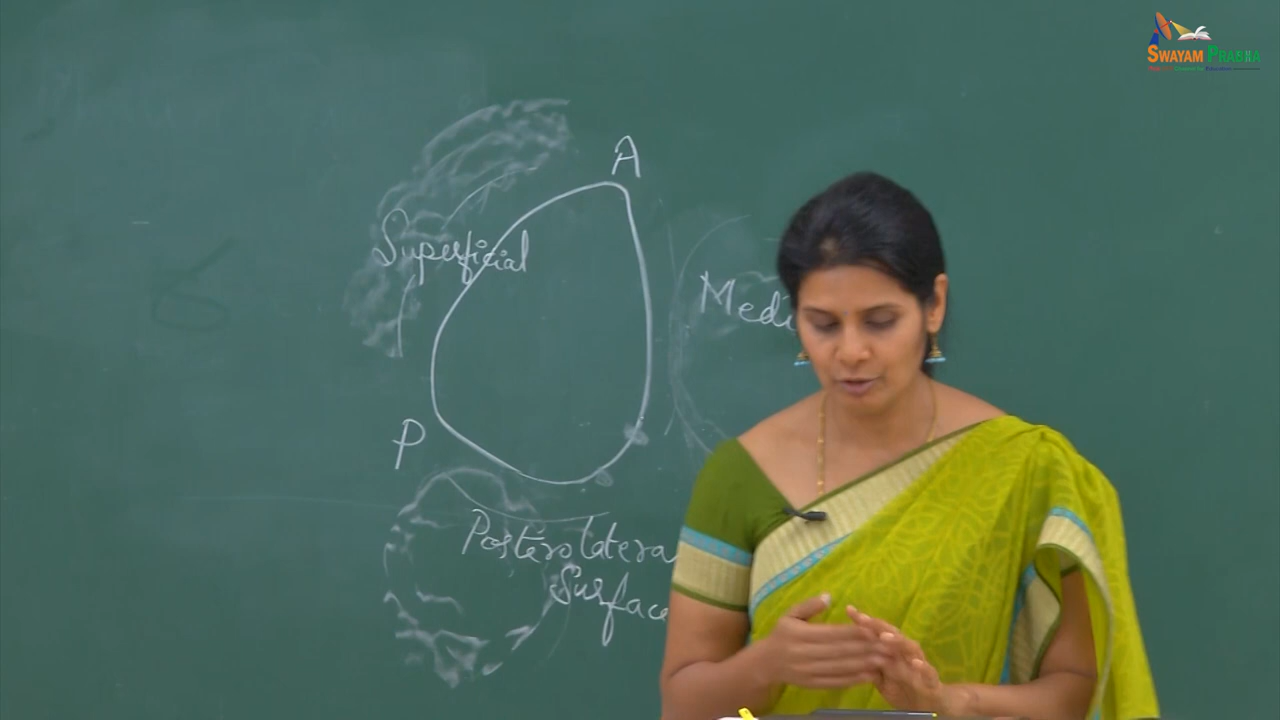 SWAYAM PRABHA
A
Superficial
Medi
P
Posterolatera
Surface